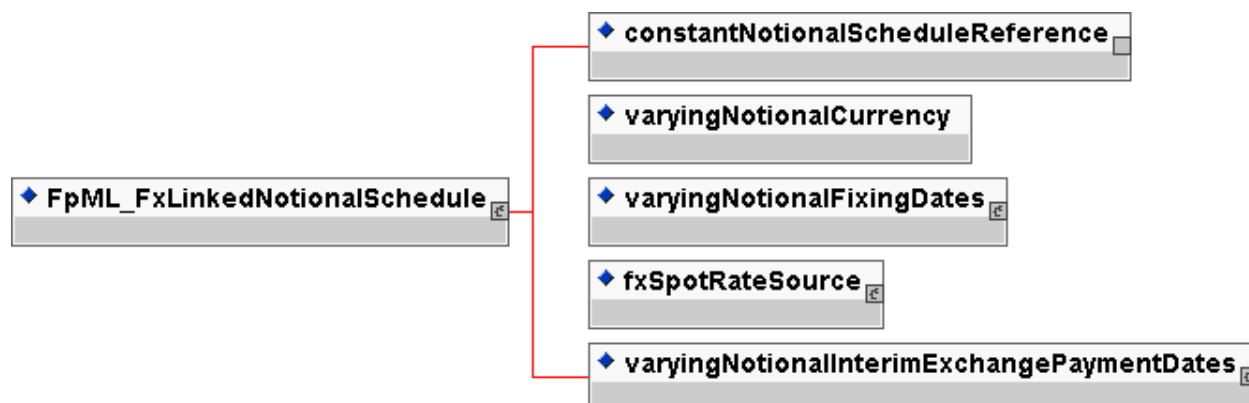 constantNotionalScheduleReference
varyingNotionalCurrency
FpML_FxLinkedNotionalSchedule
varyingNotionalFixingDates
fxSpotRateSource
varyingNotionalInterimExchangePaymentDates